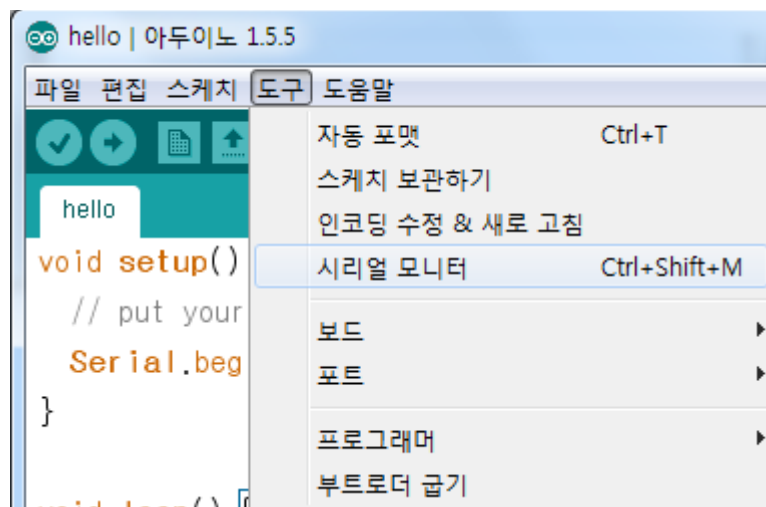 hello | 아두이노 1.5.5
파일 편집 스케치 도구 도움말
자동 포맷 Ctrl+T
스케치 보관하기
인코딩 수정 & 새로 고침
시리얼 모니터 Ctrl+Shift+M
보드
포트
프로그래머
부트로더 굽기
hello
void setup()
// put your
Serial.beg
}